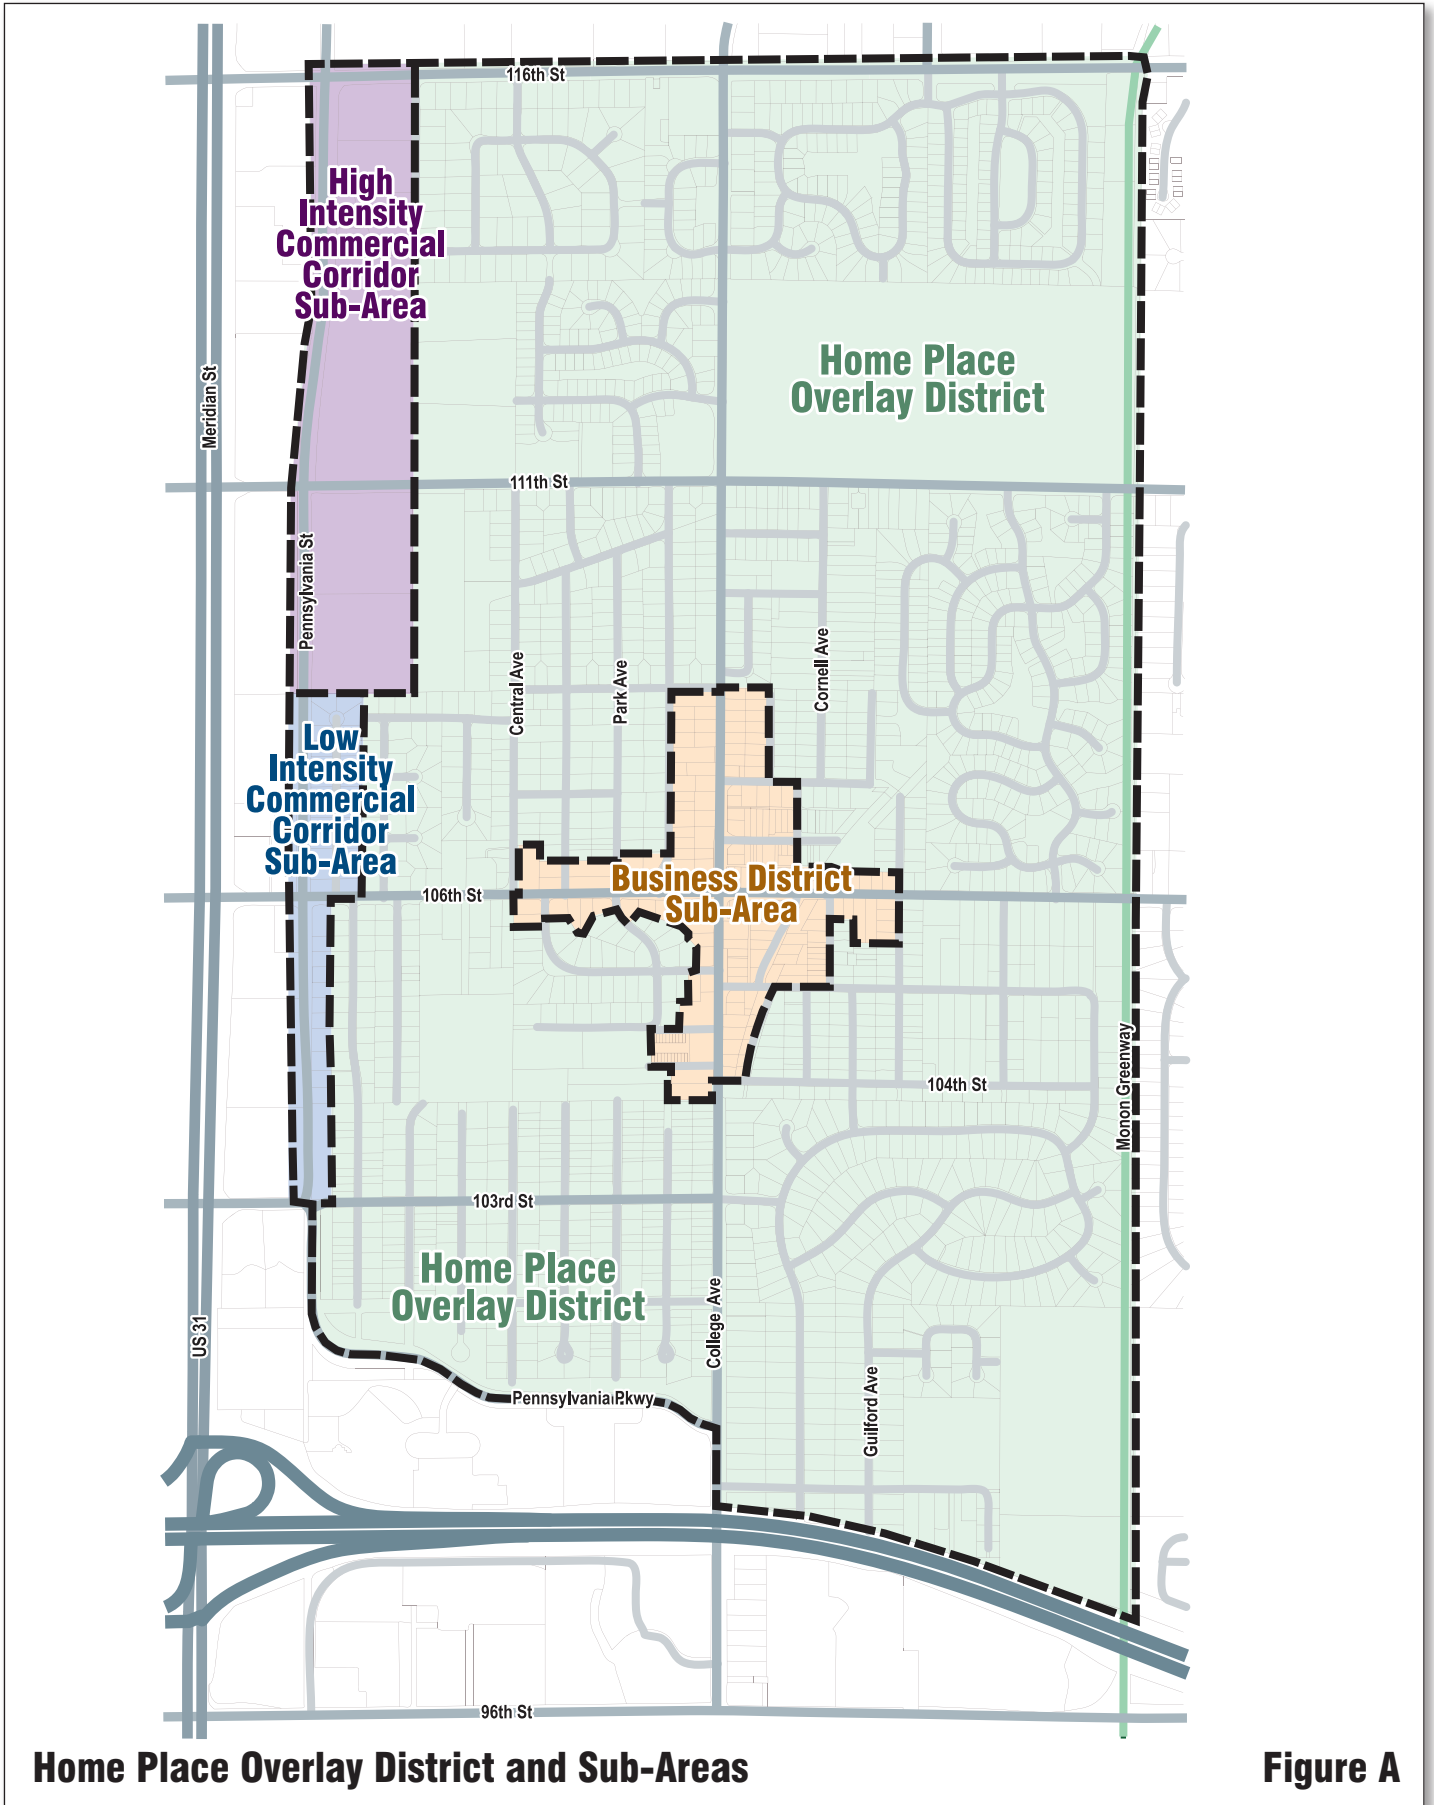 116th St
High
Intensity
Commercial
Corridor
Sub-Area
Home Place
Overlay District
Meridian St
111th St
Pennsylvania St
Central Ave
Park Ave
Cornell Ave
Low
Intensity
Commercial
Corridor
Sub-Area
Business District
Sub-Area
106th St
Monon Greenway
104th St
103rd St
Home Place
Overlay District
College Ave
US 31
Guilford Ave
Pennsylvania Pkwy
96th St
Home Place Overlay District and Sub-Areas
Figure A